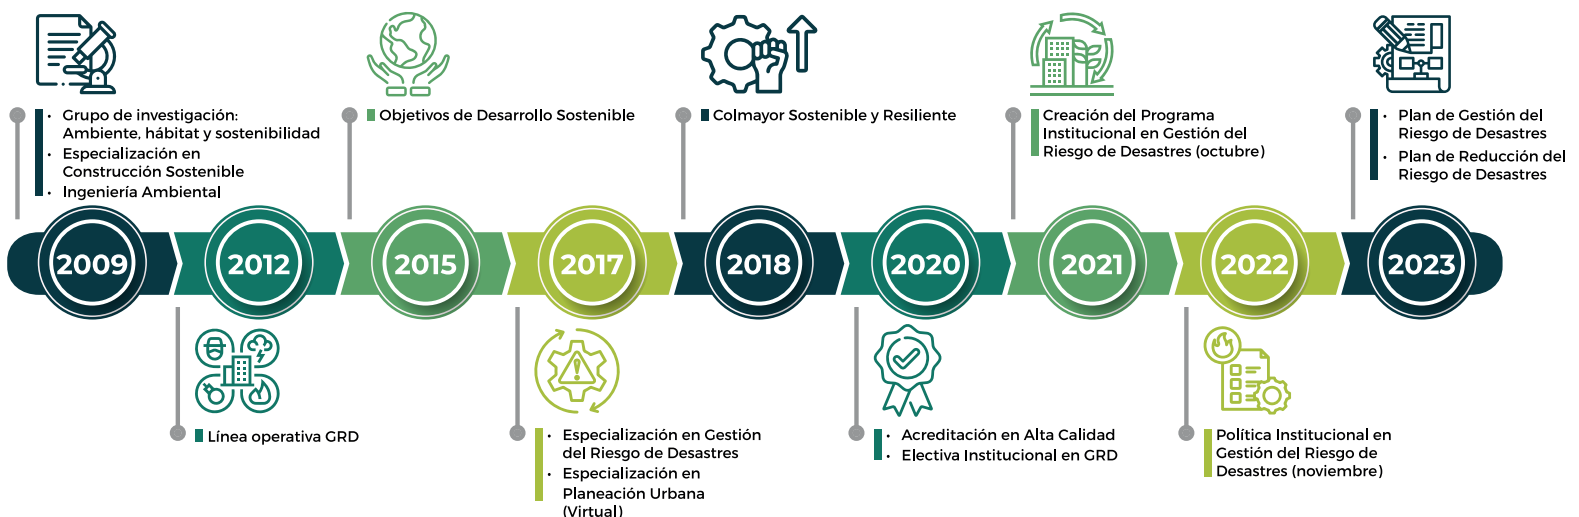 • Grupo de investigación:
Ambiente, hábitat y sostenibilidad
• Especialización en
Construcción Sostenible
• Ingeniería Ambiental
Objetivos de Desarrollo Sostenible
Colmayor Sostenible y Resiliente
Creación del Programa
Institucional en Gestión del
Riesgo de Desastres (octubre)
• Plan de Gestión del
Riesgo de Desastres
• Plan de Reducción del
Riesgo de Desastres
2009
2012
2015
2017
2018
2020
2021
2022
2023
Línea operativa GRD
• Especialización en Gestión
del Riesgo de Desastres
• Especialización en
Planeación Urbana
(Virtual)
• Acreditación en Alta Calidad
• Electiva Institucional en GRD
Política Institucional en
Gestión del Riesgo de
Desastres (noviembre)